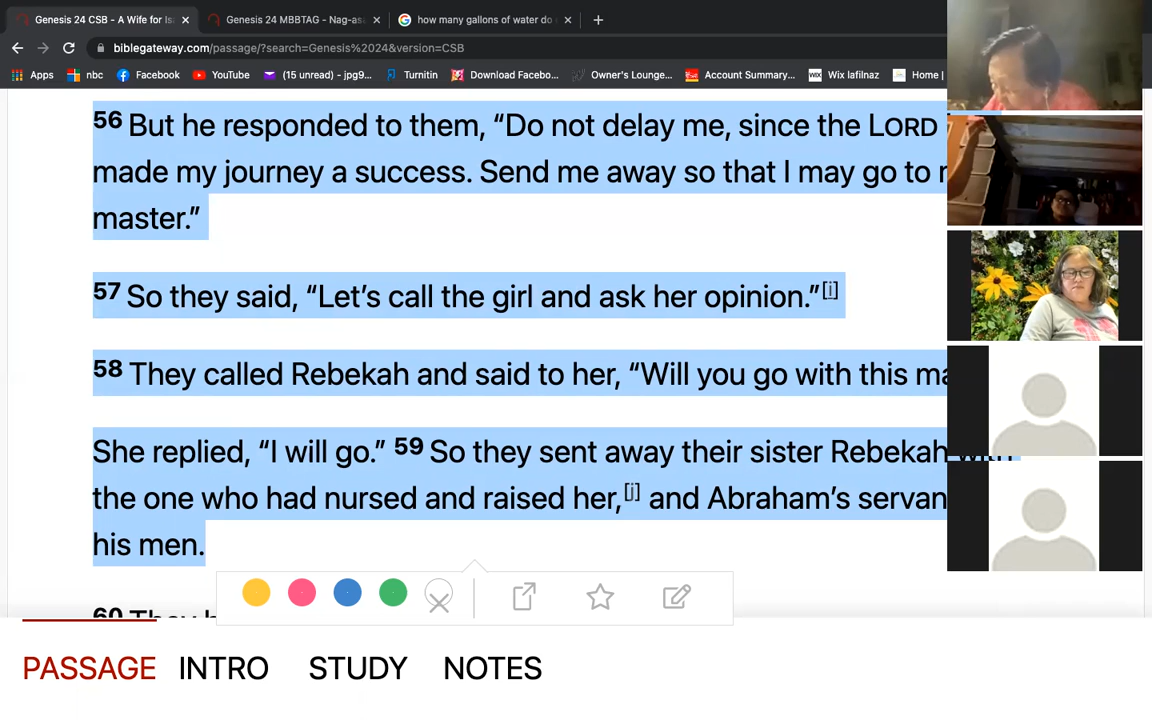 Genesis 24 CSB - A Wife for Isa
Genesis 24 MBBTAG - Nag-asa
how many gallons of water do
biblegateway.com/passage/?search=Genesis%2024&version=CSB
Apps nbc Facebook YouTube (15 unread) - jpg9... Turnitin Download Facebo... Owner's Lounge... Account Summary... Wix lafilnaz Home |
56 But he responded to them, “Do not delay me, since the LORD
made my journey a success. Send me away so that I may go to
master.”
57 So they said, “Let’s call the girl and ask her opinion.”[i]
58 They called Rebekah and said to her, “Will you go with this ma
She replied, “I will go.” 59 So they sent away their sister Rebekah with
the one who had nursed and raised her,[j] and Abraham’s servan
his men.
60 They
PASSAGE INTRO STUDY NOTES